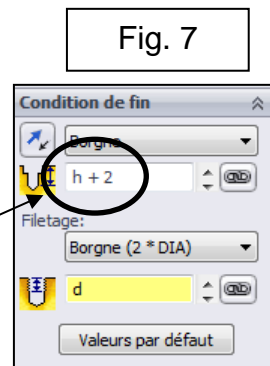 Fig. 7
Condition de fin
Borgne
h + 2
Filetage:
Borgne (2 * DIA)
d
Valeurs par défaut